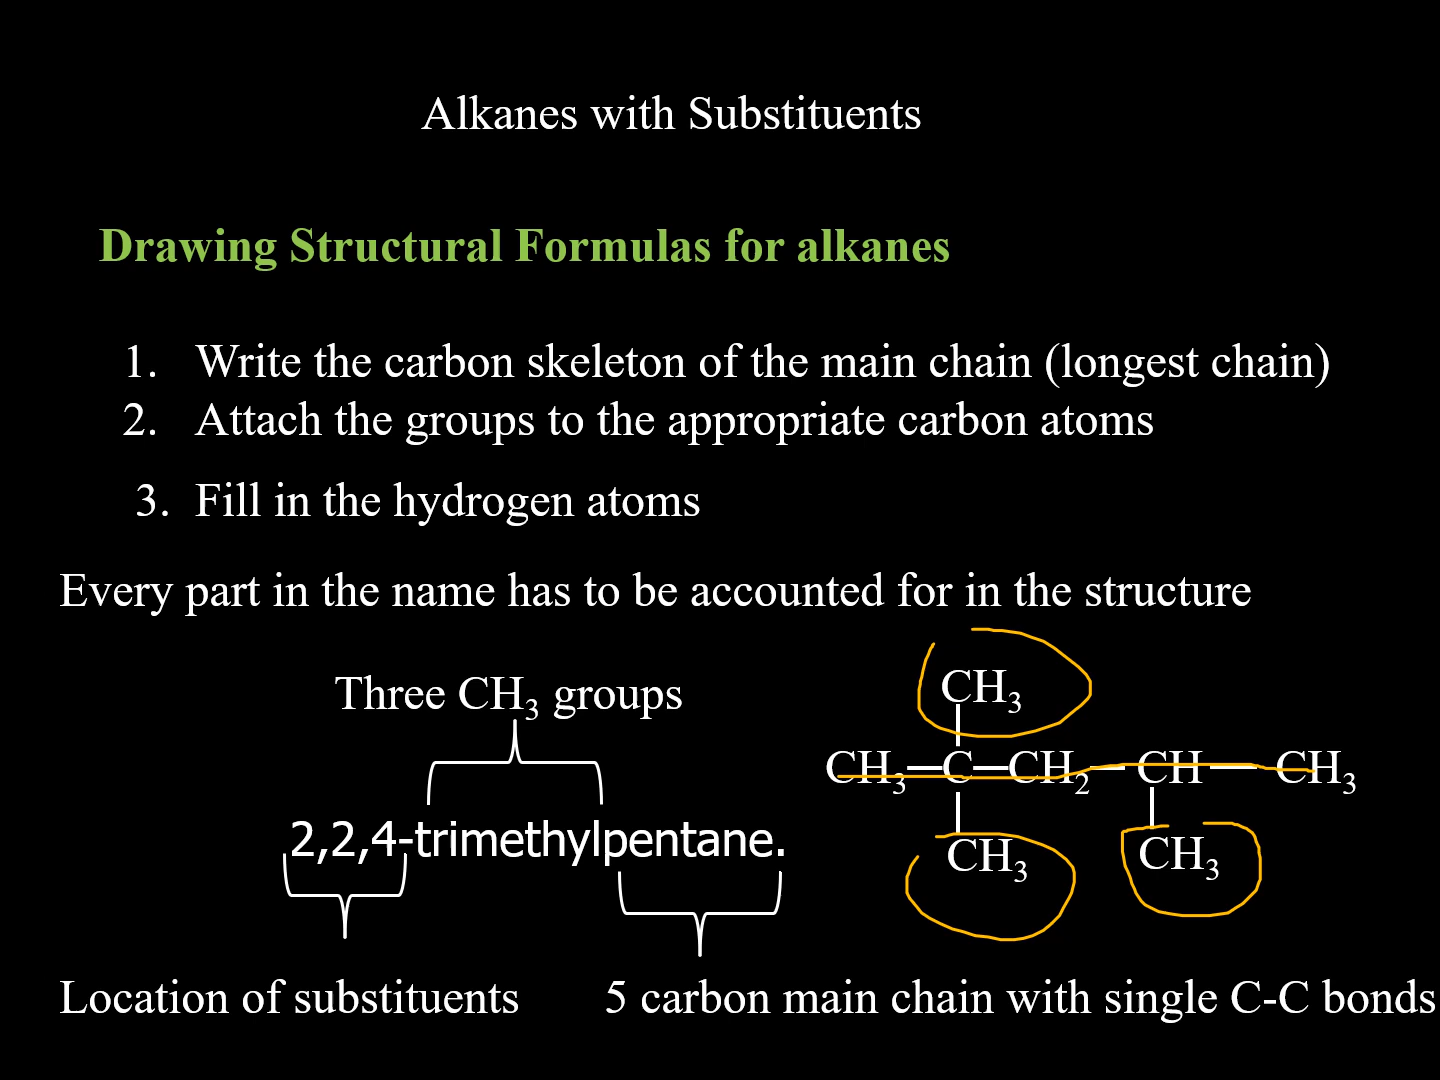 Alkanes with Substituents
Drawing Structural Formulas for alkanes
1. Write the carbon skeleton of the main chain (longest chain)
2. Attach the groups to the appropriate carbon atoms
3. Fill in the hydrogen atoms
Every part in the name has to be accounted for in the structure
Three CH₃ groups
2,2,4-trimethylpentane.
Location of substituents
5 carbon main chain with single C-C bonds
CH₃
CH₃—C—CH₂— CH — CH₃
CH₃ CH₃